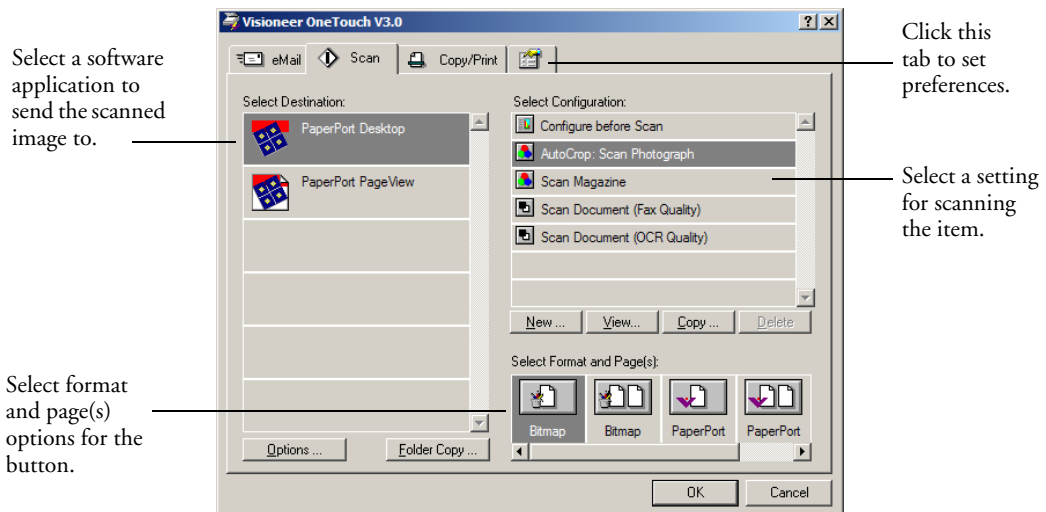 Visioneer OneTouch V3.0
eMail
Scan
Copy/Print
Select a software
application to
send the scanned
image to.
Click this
tab to set
preferences.
Select Destination:
PaperPort Desktop
PaperPort PageView
Select Configuration:
Configure before Scan
AutoCrop: Scan Photograph
Scan Magazine
Scan Document (Fax Quality)
Scan Document (OCR Quality)
Select a setting
for scanning
the item.
New ...
View...
Copy ...
Delete
Select Format and Page(s):
Bitmap
Bitmap
PaperPort
PaperPort
Select format
and page(s)
options for the
button.
Options ...
Folder Copy ...
OK
Cancel